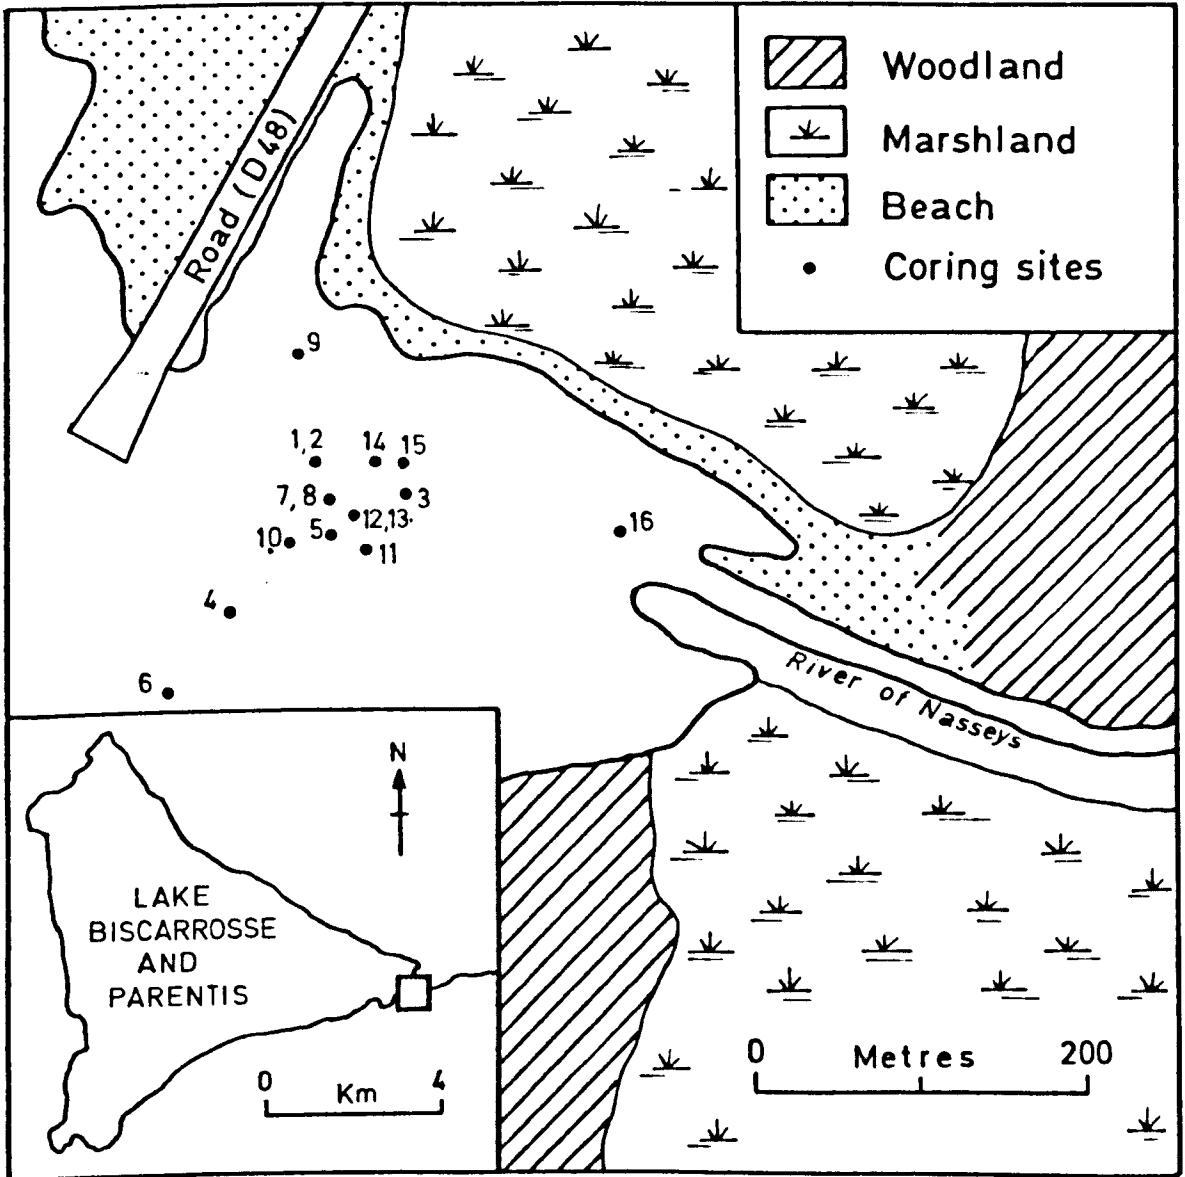 Woodland
Marshland
Beach
Coring sites
Road (D48)
9
1,2
14
15
7,8
3
12,13
10
5
11
16
4
6
River of Nasseys
N
LAKE
BISCARROSSE
AND
PARENTIS
0
Km
4
0
Metres
200